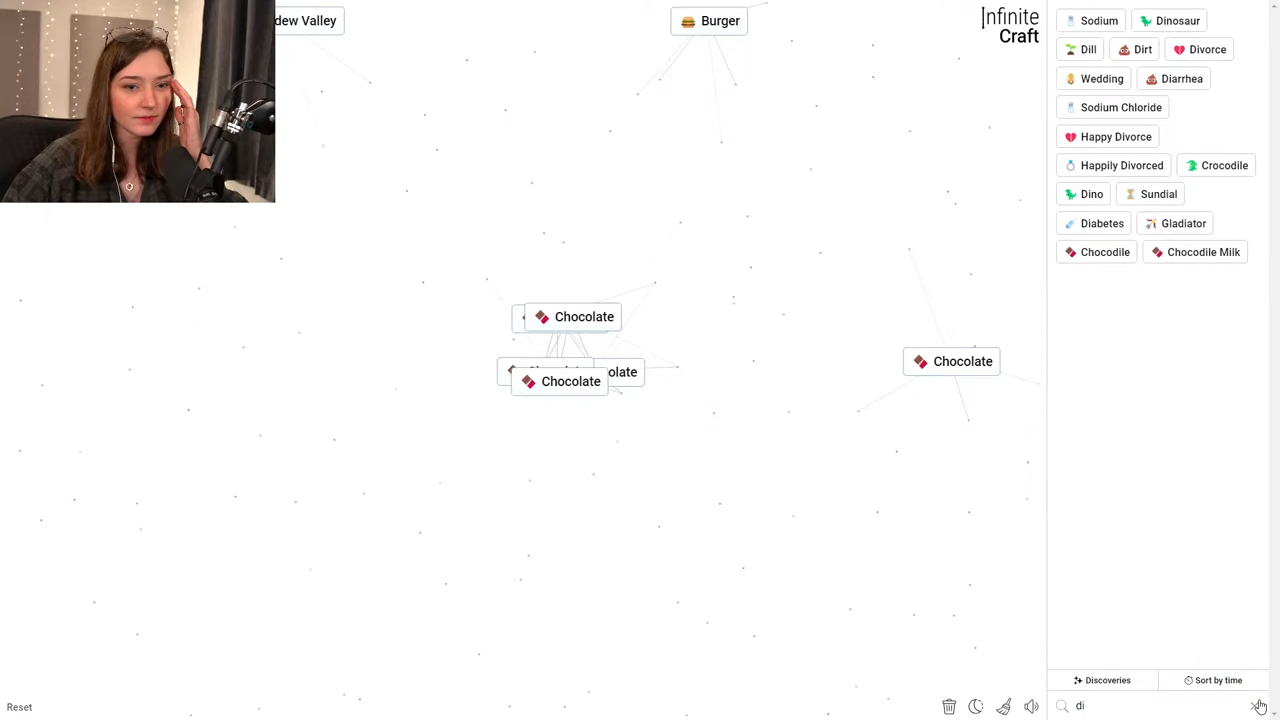 dew Valley
Burger
Infinite
Craft
Sodium
Dinosaur
Dill
Dirt
Divorce
Wedding
Diarrhea
Sodium Chloride
Happy Divorce
Happily Divorced
Crocodile
Dino
Sundial
Diabetes
Gladiator
Chocodile
Chocodile Milk
Chocolate
olate
Chocolate
Chocolate
Discoveries
Sort by time
Reset
di